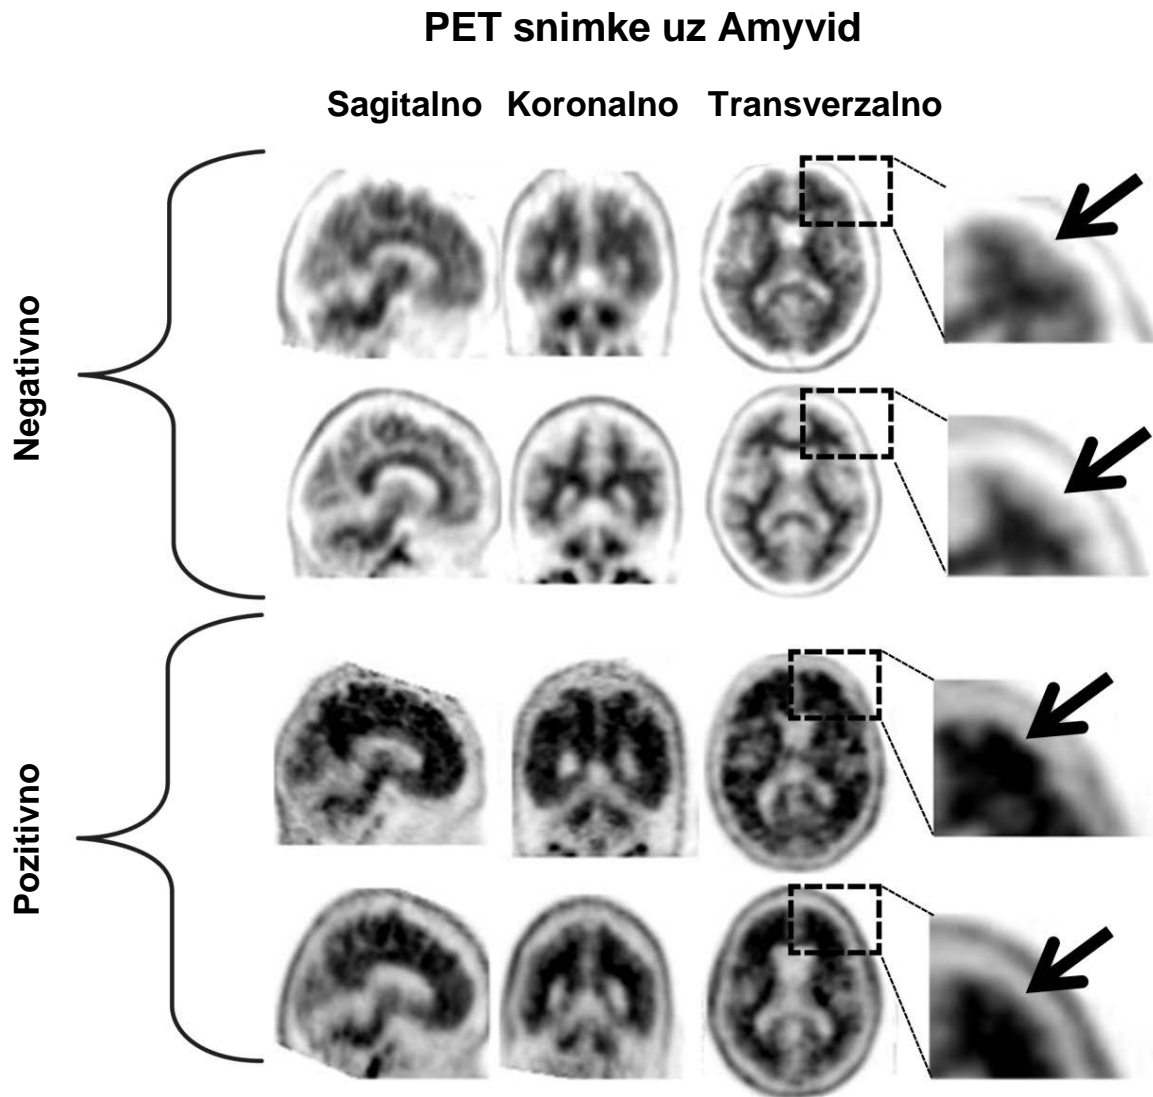 PET snimke uz Amyvid
Sagitalno Koronalno Transverzalno
Negativno
Pozitivno